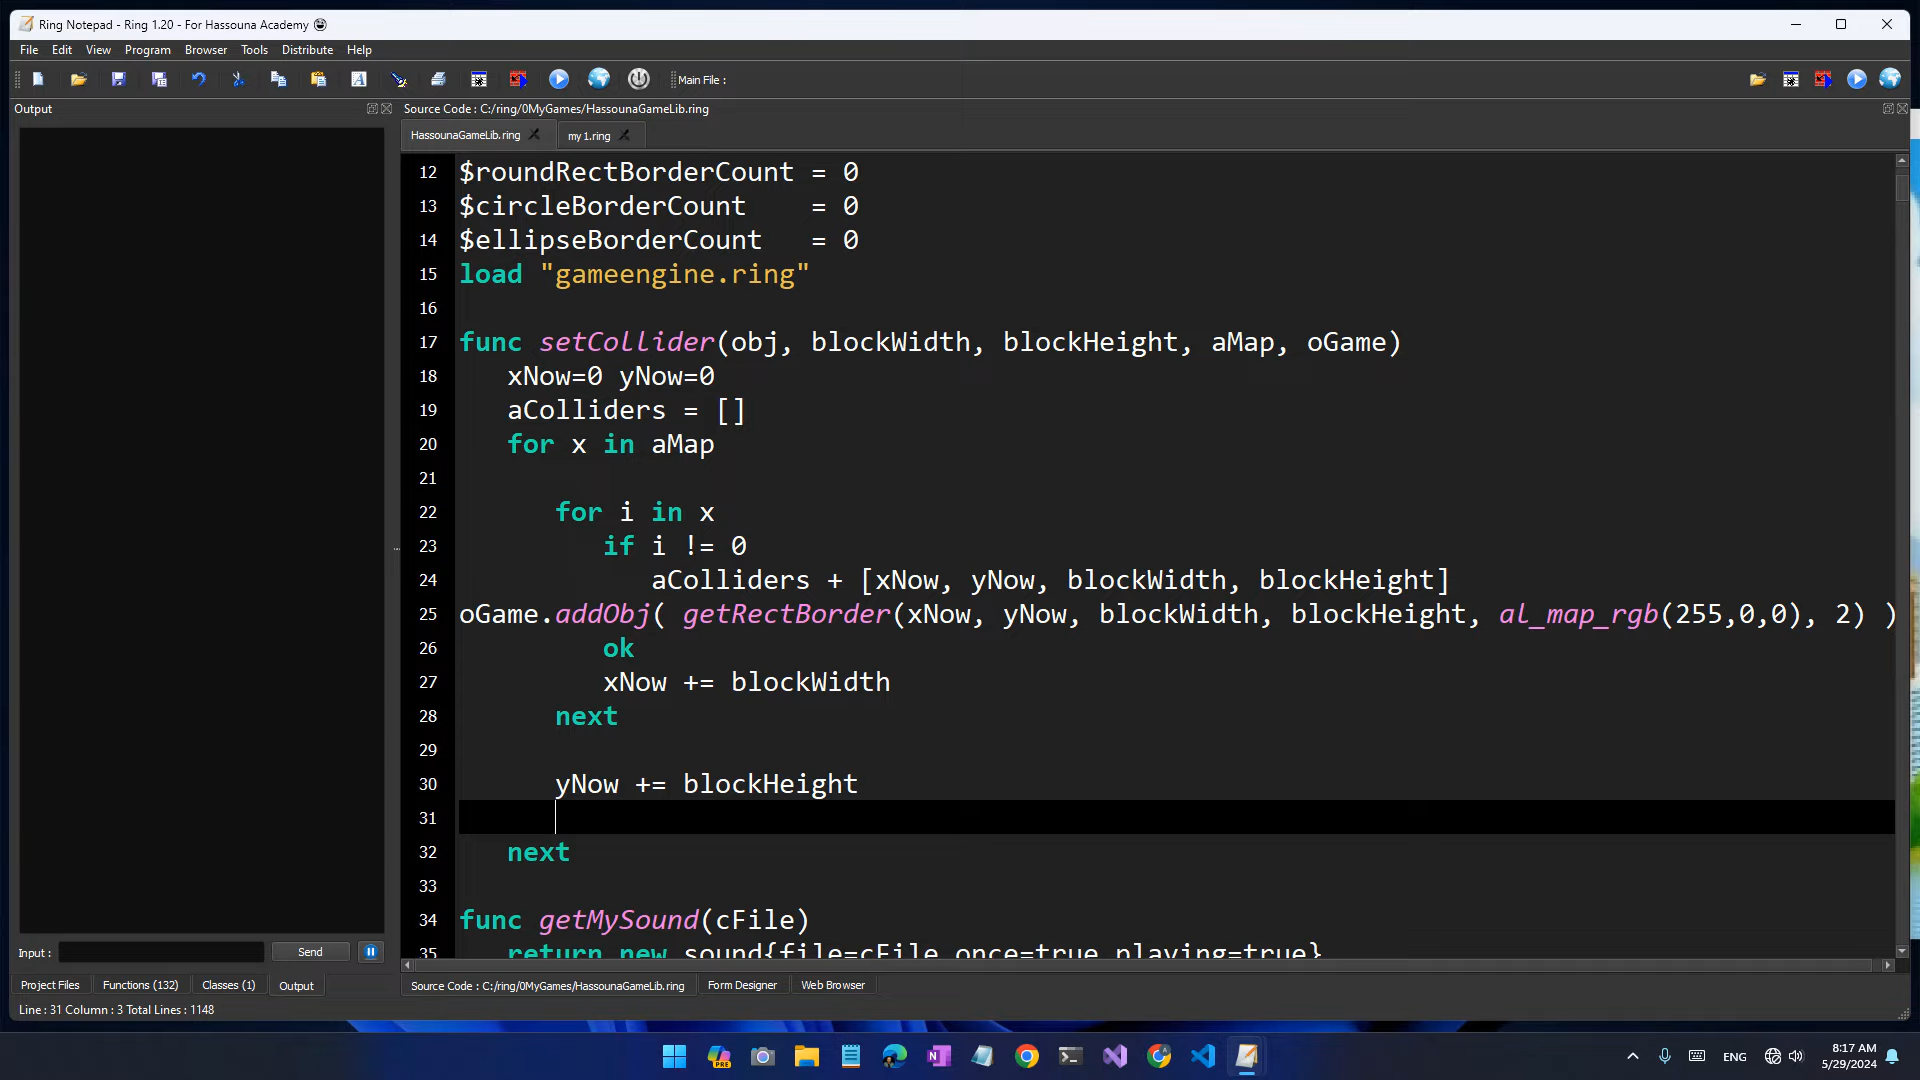 Ring Notepad - Ring 1.20 - For Hassouna Academy 😀
File Edit View Program Browser Tools Distribute Help
Main File :
Output
Source Code : C:/ring/0MyGames/HassounaGameLib.ring
HassounaGameLib.ring
my 1.ring
12 $roundRectBorderCount = 0
13 $circleBorderCount = 0
14 $ellipseBorderCount = 0
15 load "gameengine.ring"
16
17 func setCollider(obj, blockWidth, blockHeight, aMap, oGame)
18 xNow=0 yNow=0
19 aColliders = []
20 for x in aMap
21
22 for i in x
23 if i != 0
24 aColliders + [xNow, yNow, blockWidth, blockHeight]
25 oGame.addObj( getRectBorder(xNow, yNow, blockWidth, blockHeight, al_map_rgb(255,0,0), 2) )
26 ok
27 xNow += blockWidth
28 next
29
30 yNow += blockHeight
31
32 next
33
34 func getMySound(cFile)
35 return new sound{file=cFile once=true playing=true}
Input :
Send
Project Files Functions (132) Classes (1) Output
Source Code : C:/ring/0MyGames/HassounaGameLib.ring Form Designer Web Browser
Line : 31 Column : 3 Total Lines : 1148
PRE
ENG
8:17 AM
5/29/2024